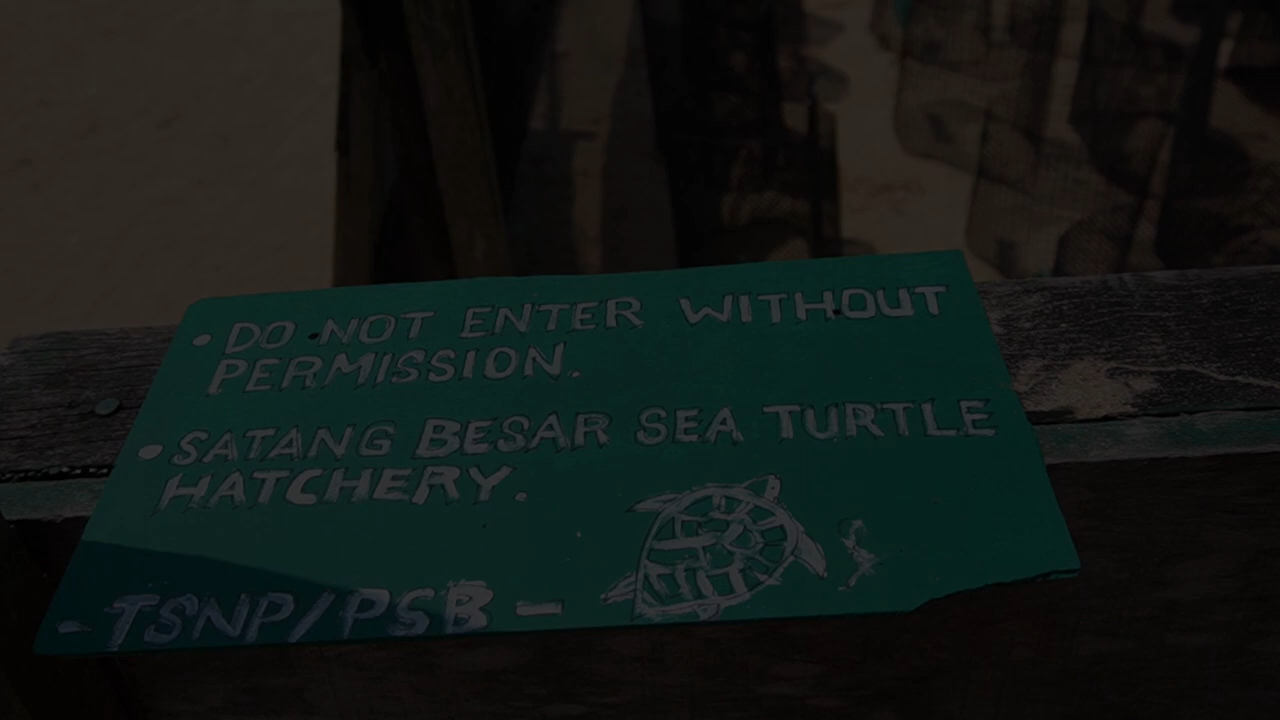 • DO NOT ENTER WITHOUT
PERMISSION.
• SATANG BESAR SEA TURTLE
HATCHERY.
- TSNP/PSB -